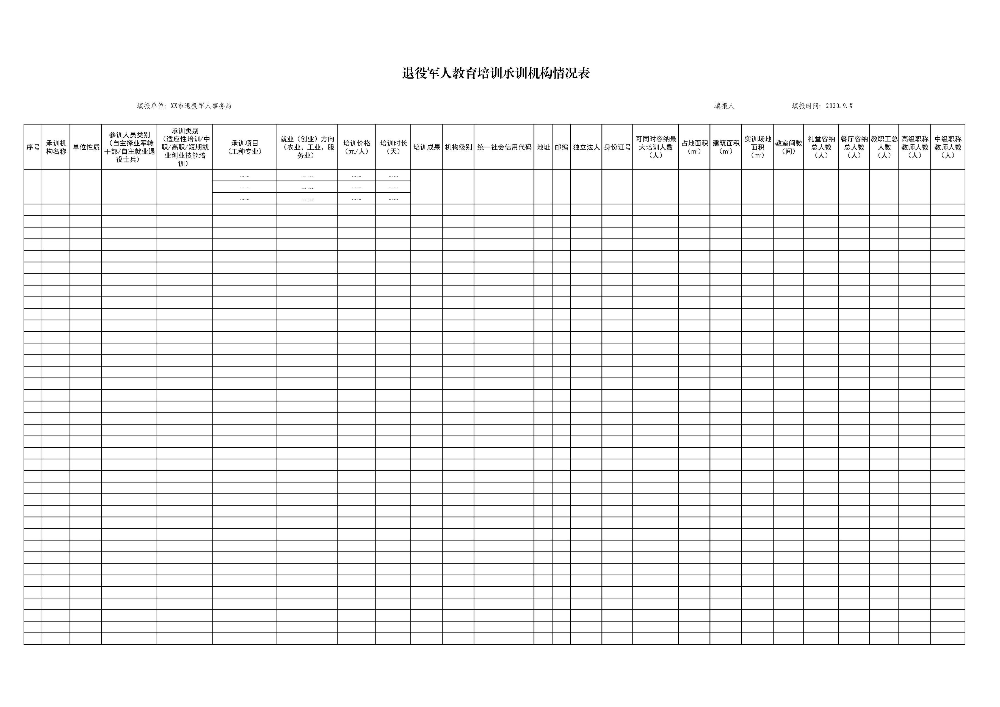 退役军人教育培训承训机构情况表
填报单位：XX市退役军人事务局 填报人 填报时间：2020.9.X
序号
承训机
构名称
单位性质
参训人员类别
（自主择业军转
干部/自主就业退
役士兵）
承训类别
（适应性培训/中
职/高职/短期就
业创业技能培
训）
承训项目
（工种专业）
就业（创业）方向
（农业、工业、服
务业）
培训价格
（元/人）
培训时长
（天）
培训成果
机构级别
统一社会信用代码
地址
邮编
独立法人
身份证号
可同时容纳最
大培训人数
（人）
占地面积
（㎡）
建筑面积
（㎡）
实训场地
面积
（㎡）
教室间数
（间）
礼堂容纳
总人数
（人）
餐厅容纳
总人数
（人）
教职工总
人数
（人）
高级职称
教师人数
（人）
中级职称
教师人数
（人）
…… …… …… ……
…… …… …… ……
…… …… …… ……